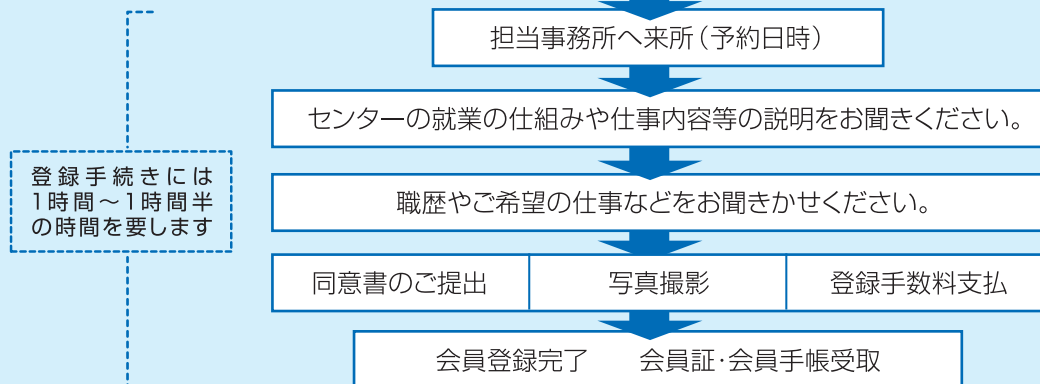 担当事務所へ来所（予約日時）
センターの就業の仕組みや仕事内容等の説明をお聞きください。
登録手続きには
1時間～1時間半
の時間を要します
職歴やご希望の仕事などをお聞きかせください。
同意書のご提出 写真撮影 登録手数料支払
会員登録完了 会員証・会員手帳受取